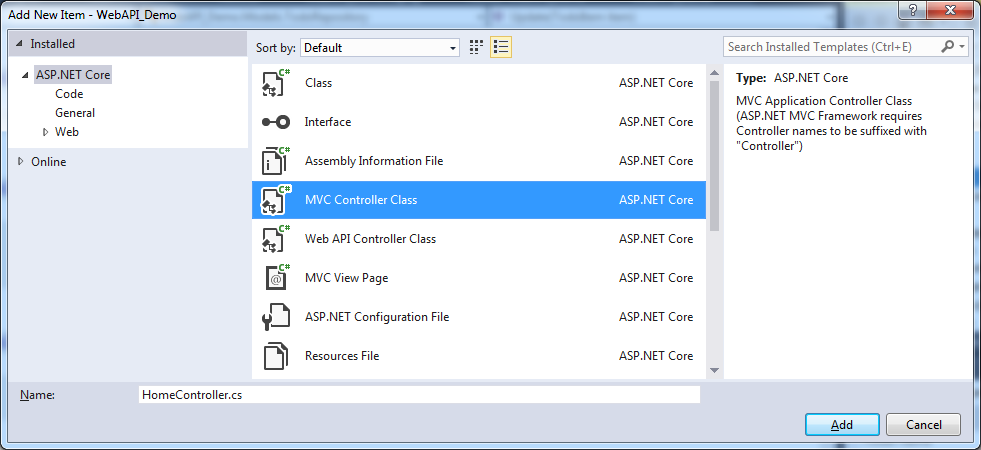 Add New Item - WebAPI_Demo
Installed
Sort by: Default
Search Installed Templates (Ctrl+E)
ASP.NET Core
Code
General
Web
Online
C# Class ASP.NET Core
Interface ASP.NET Core
C# Assembly Information File ASP.NET Core
C# MVC Controller Class ASP.NET Core
C# Web API Controller Class ASP.NET Core
C# @ MVC View Page ASP.NET Core
ASP.NET Configuration File ASP.NET Core
Resources File ASP.NET Core
Type: ASP.NET Core
MVC Application Controller Class
(ASP.NET MVC Framework requires
Controller names to be suffixed with
"Controller")
Name: HomeController.cs
Add Cancel